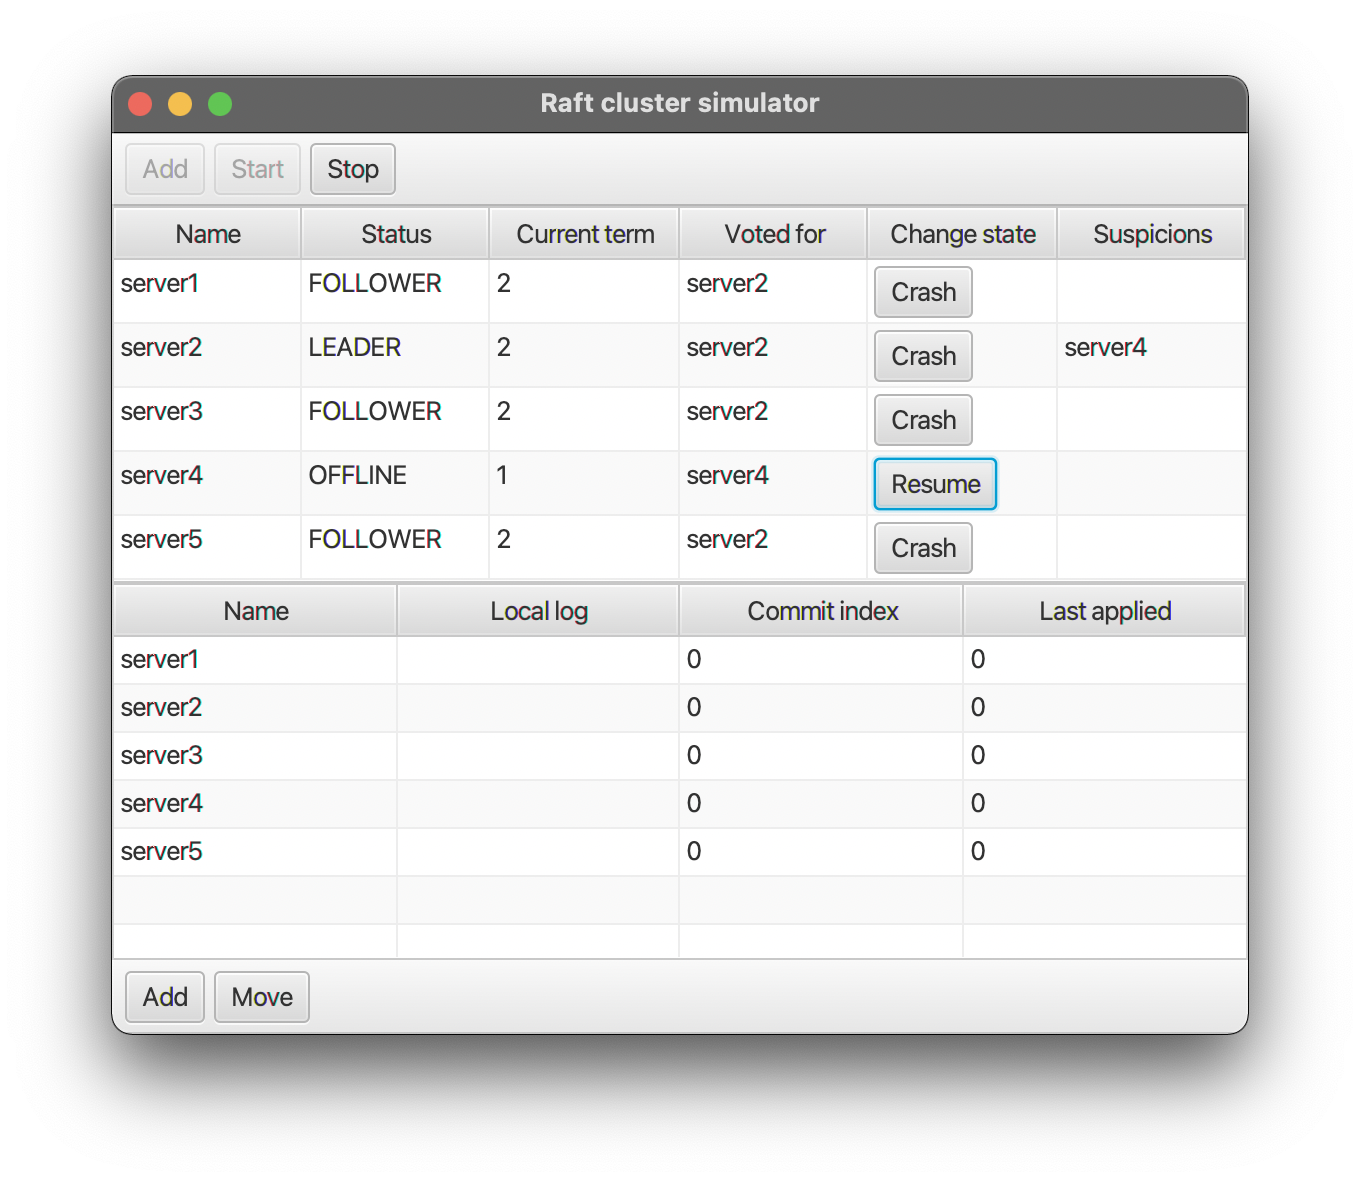 Raft cluster simulator
Add Start Stop
Name Status Current term Voted for Change state Suspicions
server1 FOLLOWER 2 server2 Crash
server2 LEADER 2 server2 Crash server4
server3 FOLLOWER 2 server2 Crash
server4 OFFLINE 1 server4 Resume
server5 FOLLOWER 2 server2 Crash
Name Local log Commit index Last applied
server1 0 0
server2 0 0
server3 0 0
server4 0 0
server5 0 0
Add Move